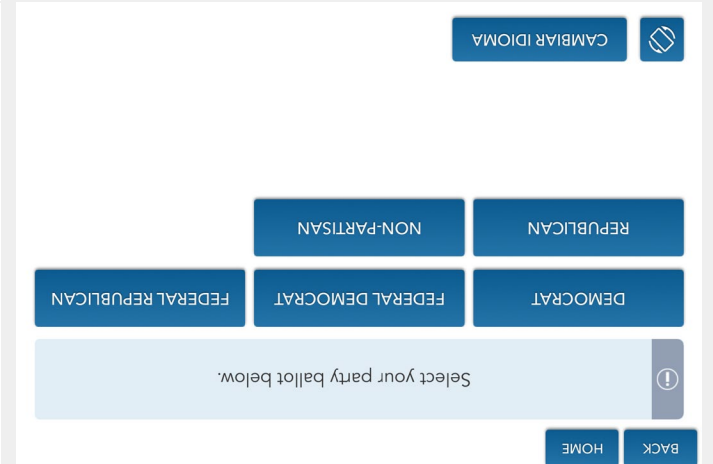 BACK
HOME
Select your party ballot below.
DEMOCRAT
FEDERAL DEMOCRAT
FEDERAL REPUBLICAN
REPUBLICAN
NON-PARTISAN
CAMBIAR IDIOMA